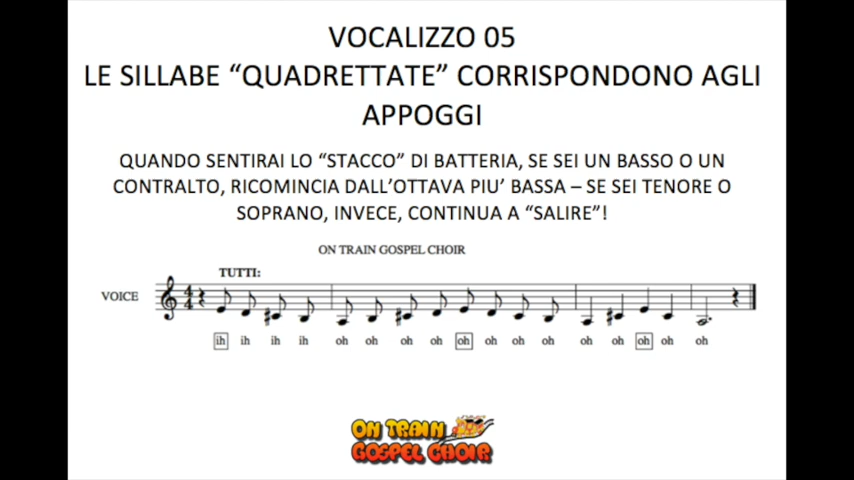 VOCALIZZO 05
LE SILLABE “QUADRETTATE” CORRISPONDONO AGLI
APPOGGI
QUANDO SENTIRAI LO “STACCO” DI BATTERIA, SE SEI UN BASSO O UN
CONTRALTO, RICOMINCIA DALL’OTTAVA PIU’ BASSA – SE SEI TENORE O
SOPRANO, INVECE, CONTINUA A “SALIRE”!
ON TRAIN GOSPEL CHOIR
TUTTI:
VOICE
ih ih ih ih oh oh oh oh oh oh oh oh oh oh oh oh oh
ON TRAIN
GOSPEL CHOIR